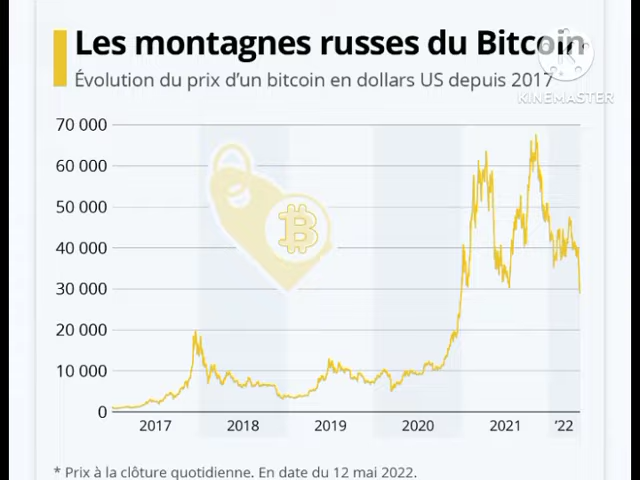 Les montagnes russes du Bitcoin
Évolution du prix d'un bitcoin en dollars US depuis 2017
KINEMASTER
70 000
60 000
50 000
40 000
30 000
20 000
10 000
0
2017 2018 2019 2020 2021 '22
* Prix à la clôture quotidienne. En date du 12 mai 2022.